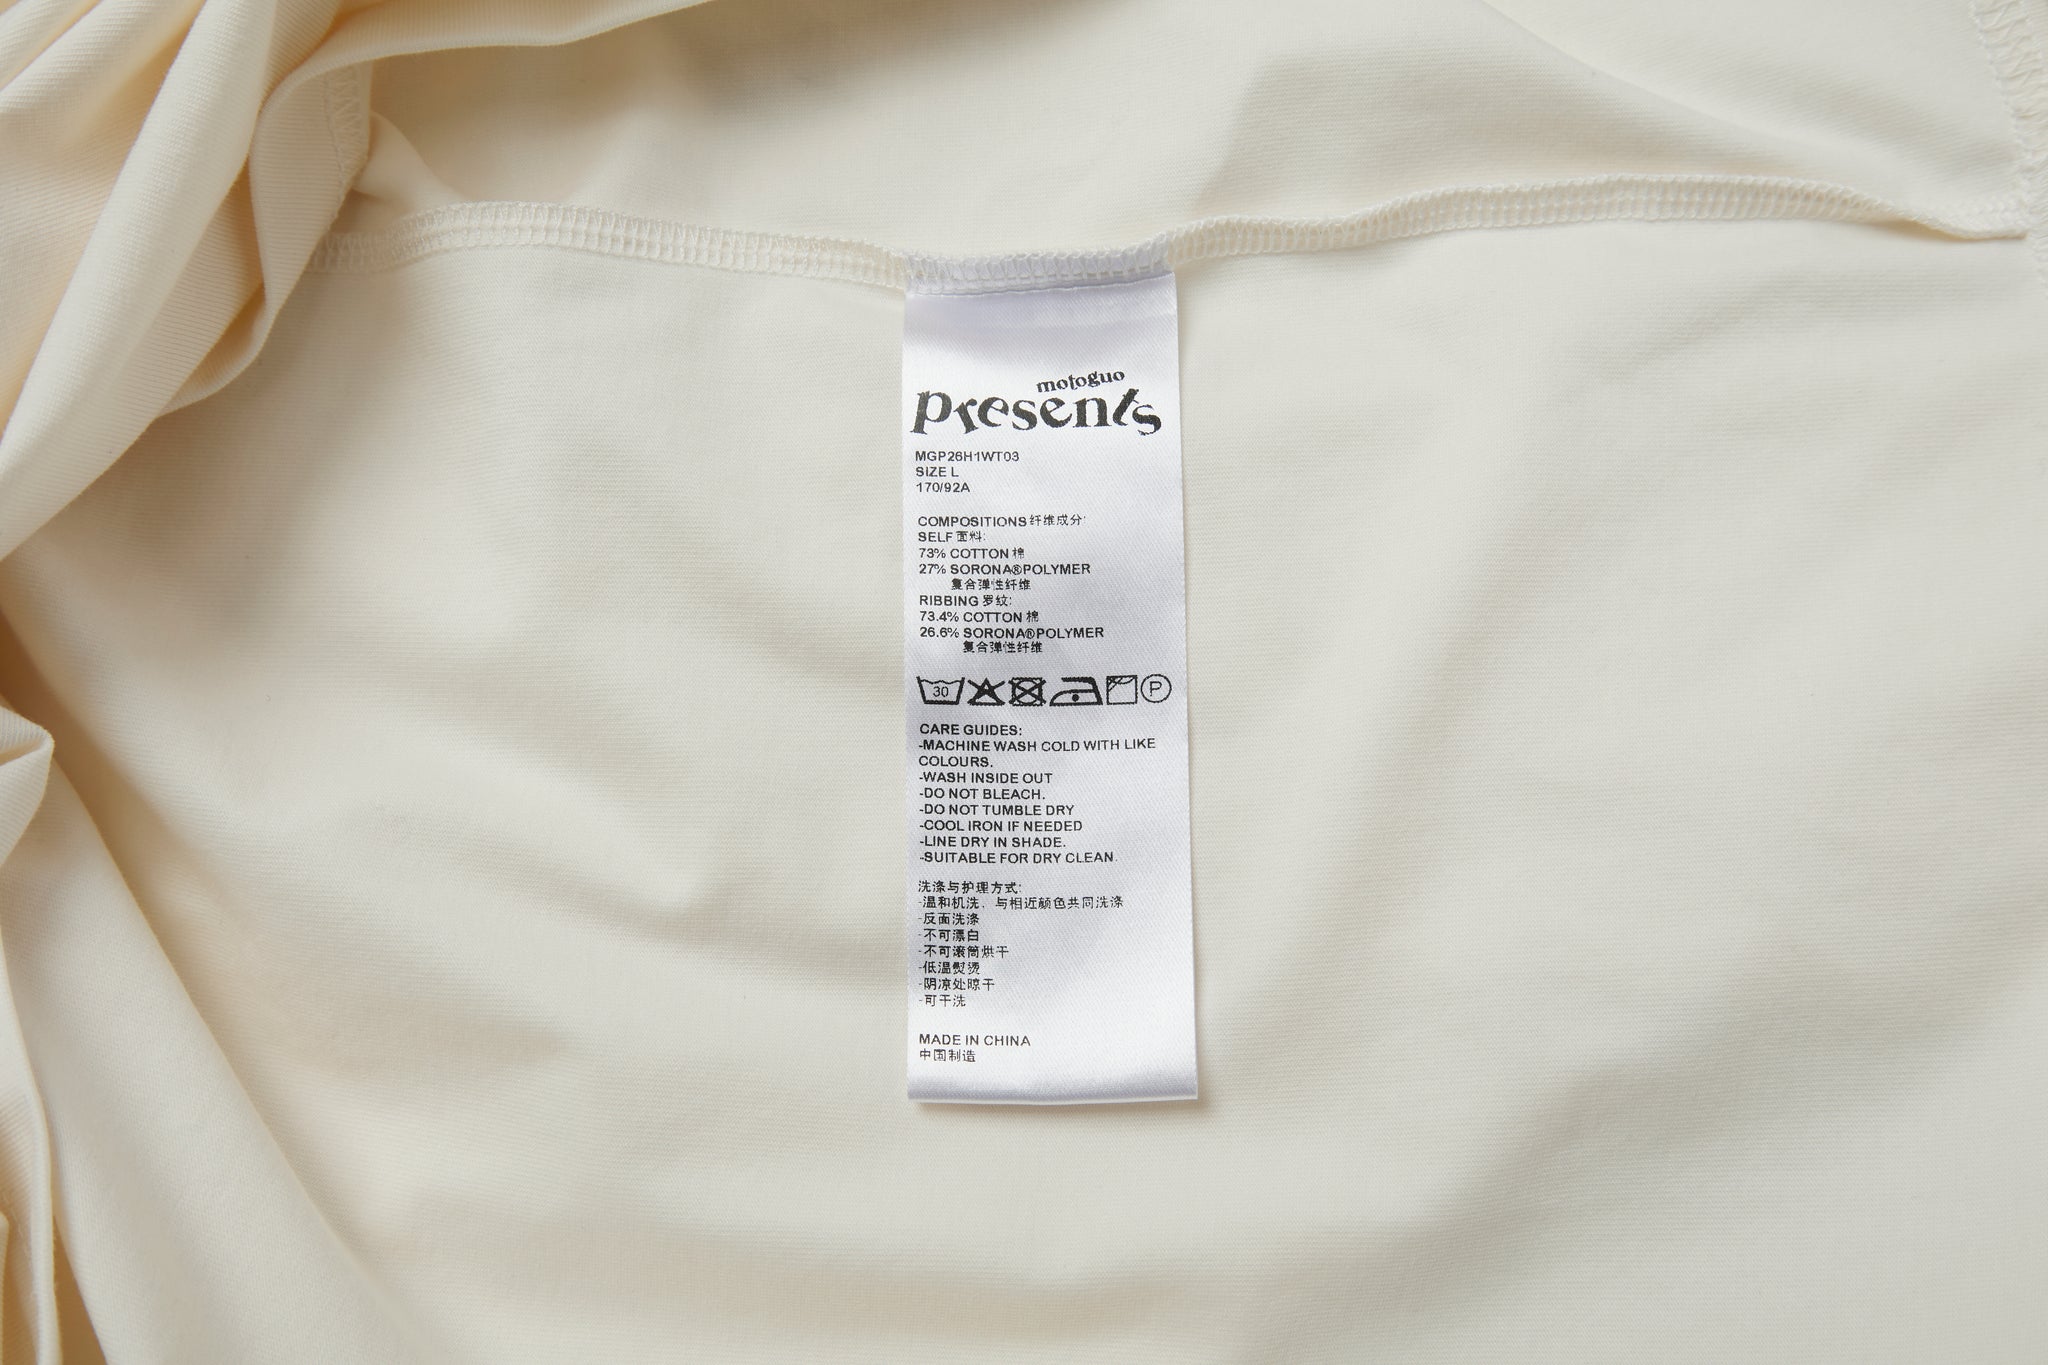 motoguo
presents
MGP26H1WT03
SIZE L
170/92A
COMPOSITIONS 纤维成分:
SELF 面料:
73% COTTON 棉
27% SORONA®POLYMER
复合弹性纤维
RIBBING 罗纹:
73.4% COTTON 棉
26.6% SORONA®POLYMER
复合弹性纤维
30 P
CARE GUIDES:
-MACHINE WASH COLD WITH LIKE
COLOURS.
-WASH INSIDE OUT
-DO NOT BLEACH.
-DO NOT TUMBLE DRY
-COOL IRON IF NEEDED
-LINE DRY IN SHADE.
-SUITABLE FOR DRY CLEAN.
洗涤与护理方式:
-温和机洗，与相近颜色共同洗涤
-反面洗涤
-不可漂白
-不可滚筒烘干
-低温熨烫
-阴凉处晾干
-可干洗
MADE IN CHINA
中国制造